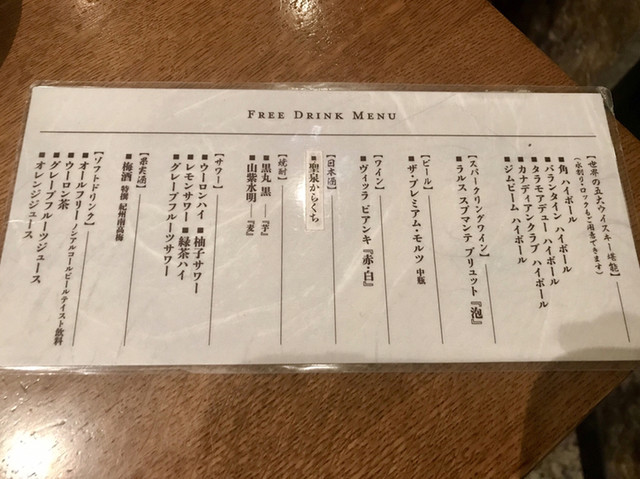 FREE DRINK MENU
【世界の五大ウイスキー堪能】
(水割り・ロックもご用意できます)
■角 ハイボール
■バランタイン ハイボール
■タラモアデュー ハイボール
■カナディアンクラブ ハイボール
■ジムビーム ハイボール
【スパークリングワイン】
■ラルス スプマンテ ブリュット『泡』
【ビール】
■ザ・プレミアム・モルツ 中瓶
【ワイン】
■ヴィッラ ビアンキ『赤・白』
【日本酒】
■聖泉からくち
【焼酎】
■黒丸 黒『芋』
■山紫水明―『麦』
【サワー】
■ウーロンハイ ■柚子サワー
■レモンサワー ■緑茶ハイ
■グレープフルーツサワー
【果実酒】
■梅酒 特撰 紀州南高梅
【ソフトドリンク】
■オールフリー ノンアルコールビールテイスト飲料
■ウーロン茶
■グレープフルーツジュース
■オレンジジュース